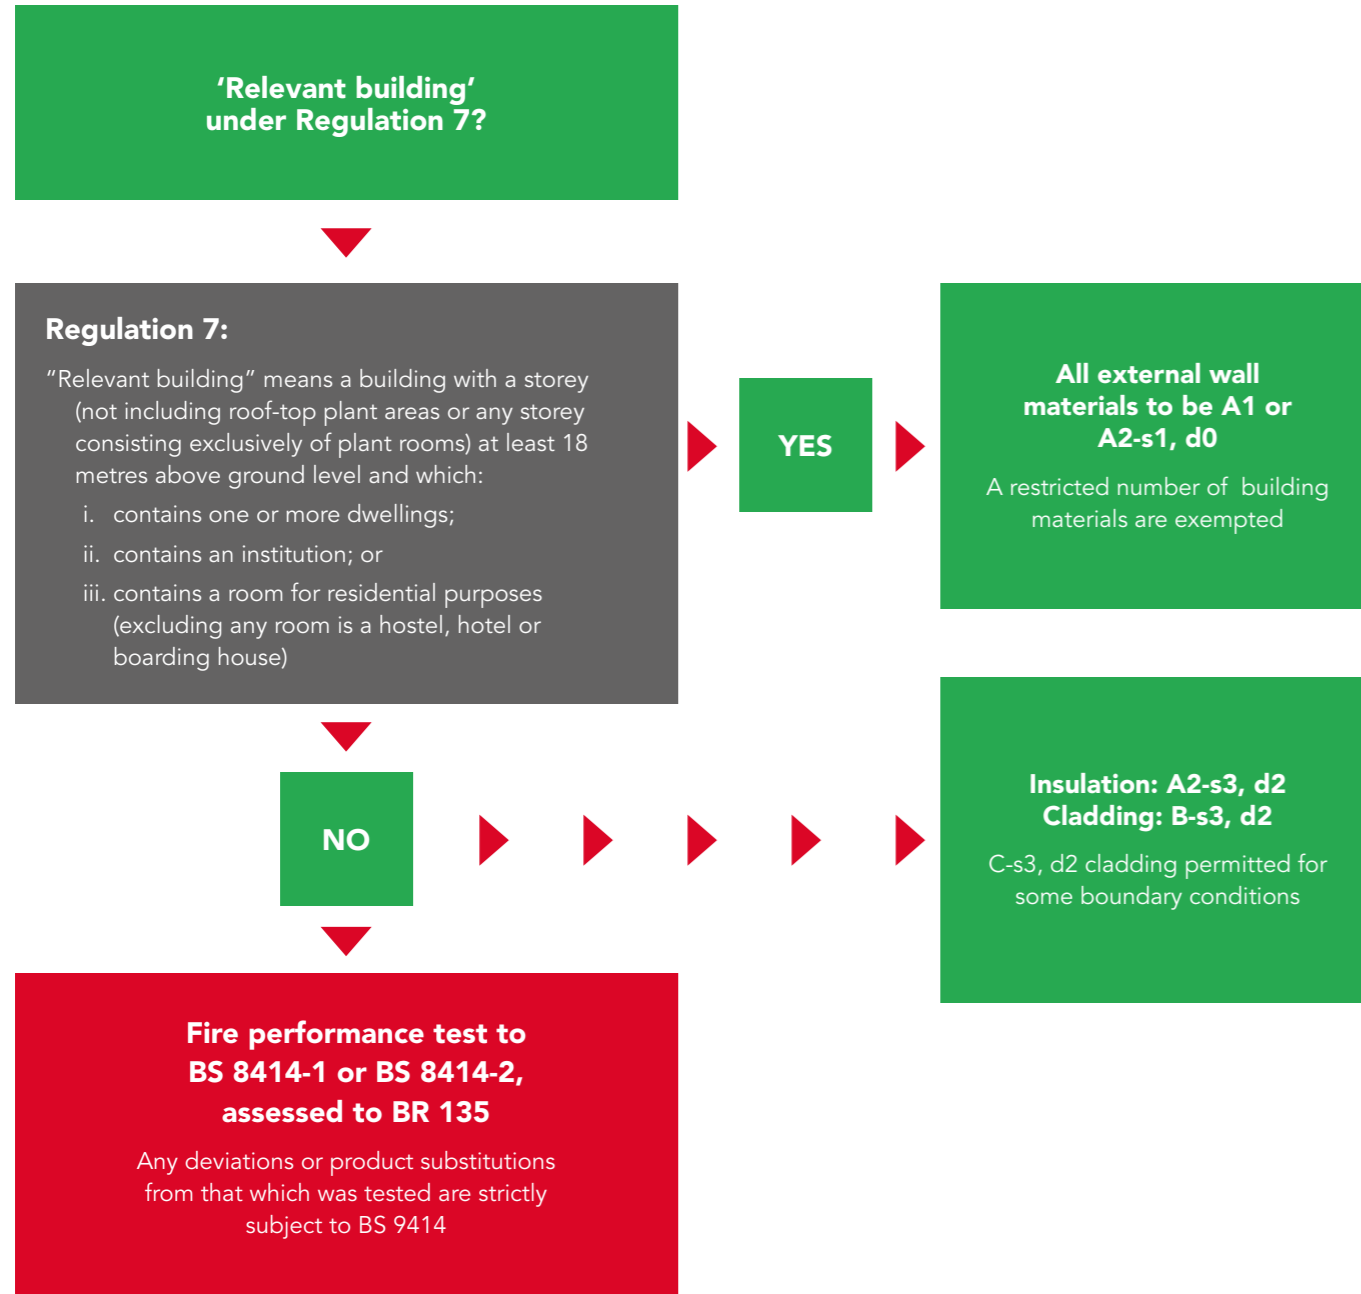 ‘Relevant building’
under Regulation 7?
Regulation 7:
“Relevant building” means a building with a storey
(not including roof-top plant areas or any storey
consisting exclusively of plant rooms) at least 18
metres above ground level and which:
i. contains one or more dwellings;
ii. contains an institution; or
iii. contains a room for residential purposes
(excluding any room is a hostel, hotel or
boarding house)
YES
All external wall
materials to be A1 or
A2-s1, d0
A restricted number of building
materials are exempted
NO
Insulation: A2-s3, d2
Cladding: B-s3, d2
C-s3, d2 cladding permitted for
some boundary conditions
Fire performance test to
BS 8414-1 or BS 8414-2,
assessed to BR 135
Any deviations or product substitutions
from that which was tested are strictly
subject to BS 9414